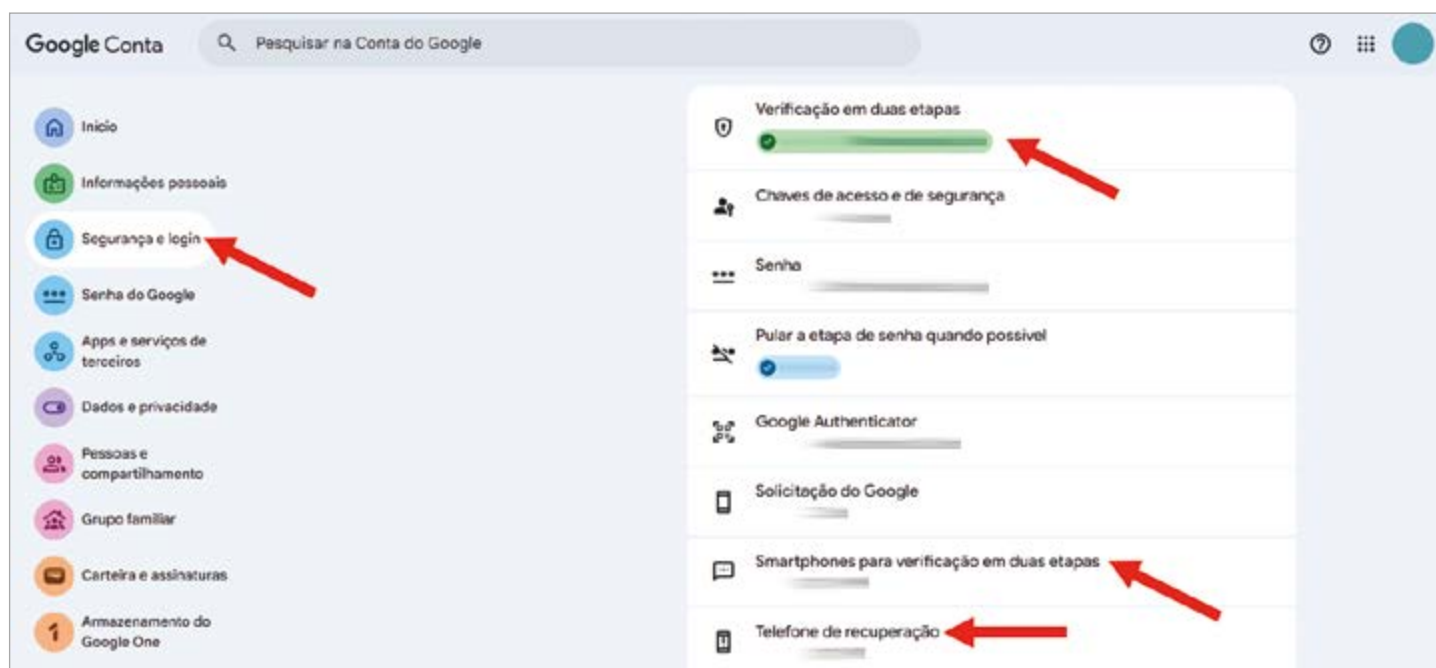 Google Conta
Pesquisar na Conta do Google
Início
Informações pessoais
Segurança e login
Senha do Google
Apps e serviços de
terceiros
Dados e privacidade
Pessoas e
compartilhamento
Grupo familiar
Carteira e assinaturas
1
Armazenamento do
Google One
Verificação em duas etapas
Chaves de acesso e de segurança
Senha
Pular a etapa de senha quando possível
Google Authenticator
Solicitação do Google
Smartphones para verificação em duas etapas
Telefone de recuperação